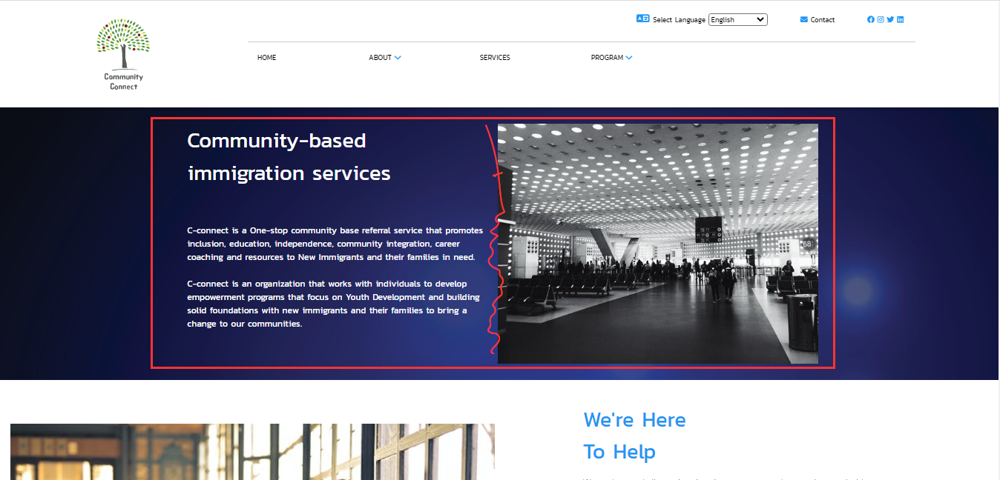 Select Language English
Contact
Community
Connect
HOME
ABOUT
SERVICES
PROGRAM
Community-based
immigration services
C-connect is a One-stop community base referral service that promotes
inclusion, education, independence, community integration, career
coaching and resources to New Immigrants and their families in need.
C-connect is an organization that works with individuals to develop
empowerment programs that focus on Youth Development and building
solid foundations with new immigrants and their families to bring a
change to our communities.
68
We're Here
To Help